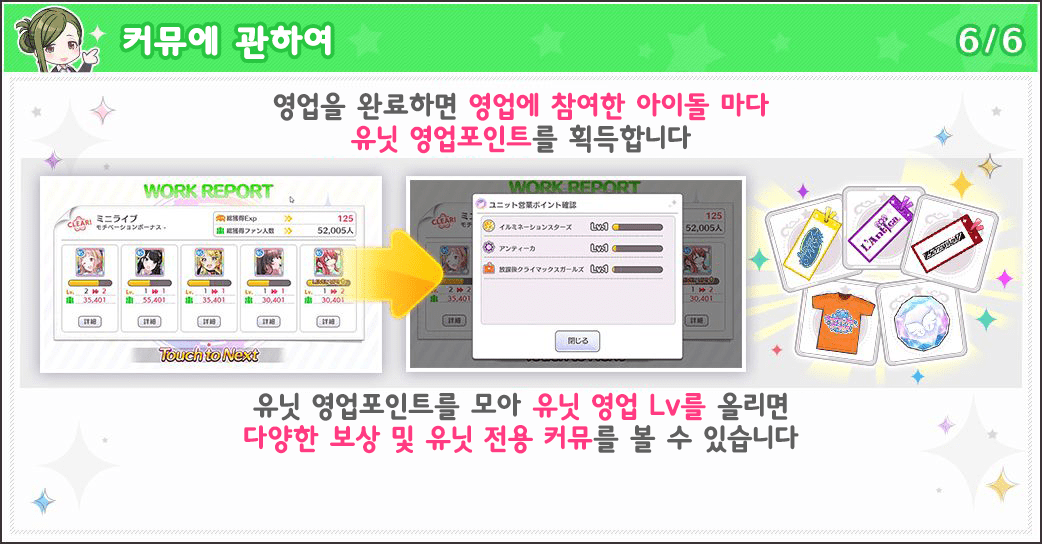 커뮤에 관하여
6/6
영업을 완료하면 영업에 참여한 아이돌 마다
유닛 영업포인트를 획득합니다
WORK REPORT
CLEAR!
ミニライブ
モチベーションボーナス -
総獲得Exp 125
総獲得ファン人数 52,005人
Lv. 2 2
35,401
Lv. 1 1
55,401
Lv. 1 1
30,401
Lv. 1 1
30,401
Lv. 1 2
30,401
詳細
詳細
詳細
詳細
詳細
Touch to Next
WORK REPORT
ユニット営業ポイント確認
イルミネーションスターズ Lv.1
アンティーカ Lv.1
放課後クライマックスガールズ Lv.1
閉じる
CLEAR!
125
52,005人
35,401
30,401
詳細
詳細
L'Antica
유닛 영업포인트를 모아 유닛 영업 Lv를 올리면
다양한 보상 및 유닛 전용 커뮤를 볼 수 있습니다